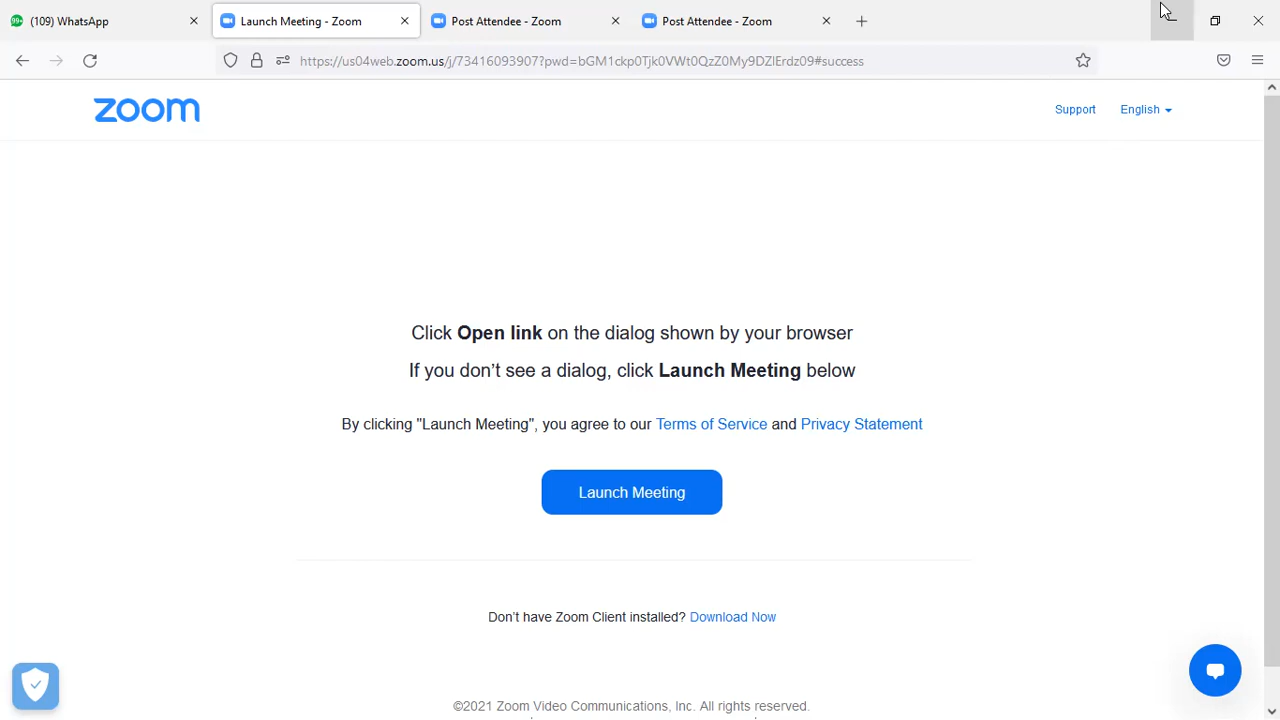 (109) WhatsApp
Launch Meeting - Zoom
Post Attendee - Zoom
Post Attendee - Zoom
https://us04web.zoom.us/j/73416093907?pwd=bGM1ckp0Tjk0VWt0QzZ0My9DZlErdz09#success
zoom
Support
English
Click Open link on the dialog shown by your browser
If you don’t see a dialog, click Launch Meeting below
By clicking "Launch Meeting", you agree to our Terms of Service and Privacy Statement
Launch Meeting
Don’t have Zoom Client installed? Download Now
©2021 Zoom Video Communications, Inc. All rights reserved.